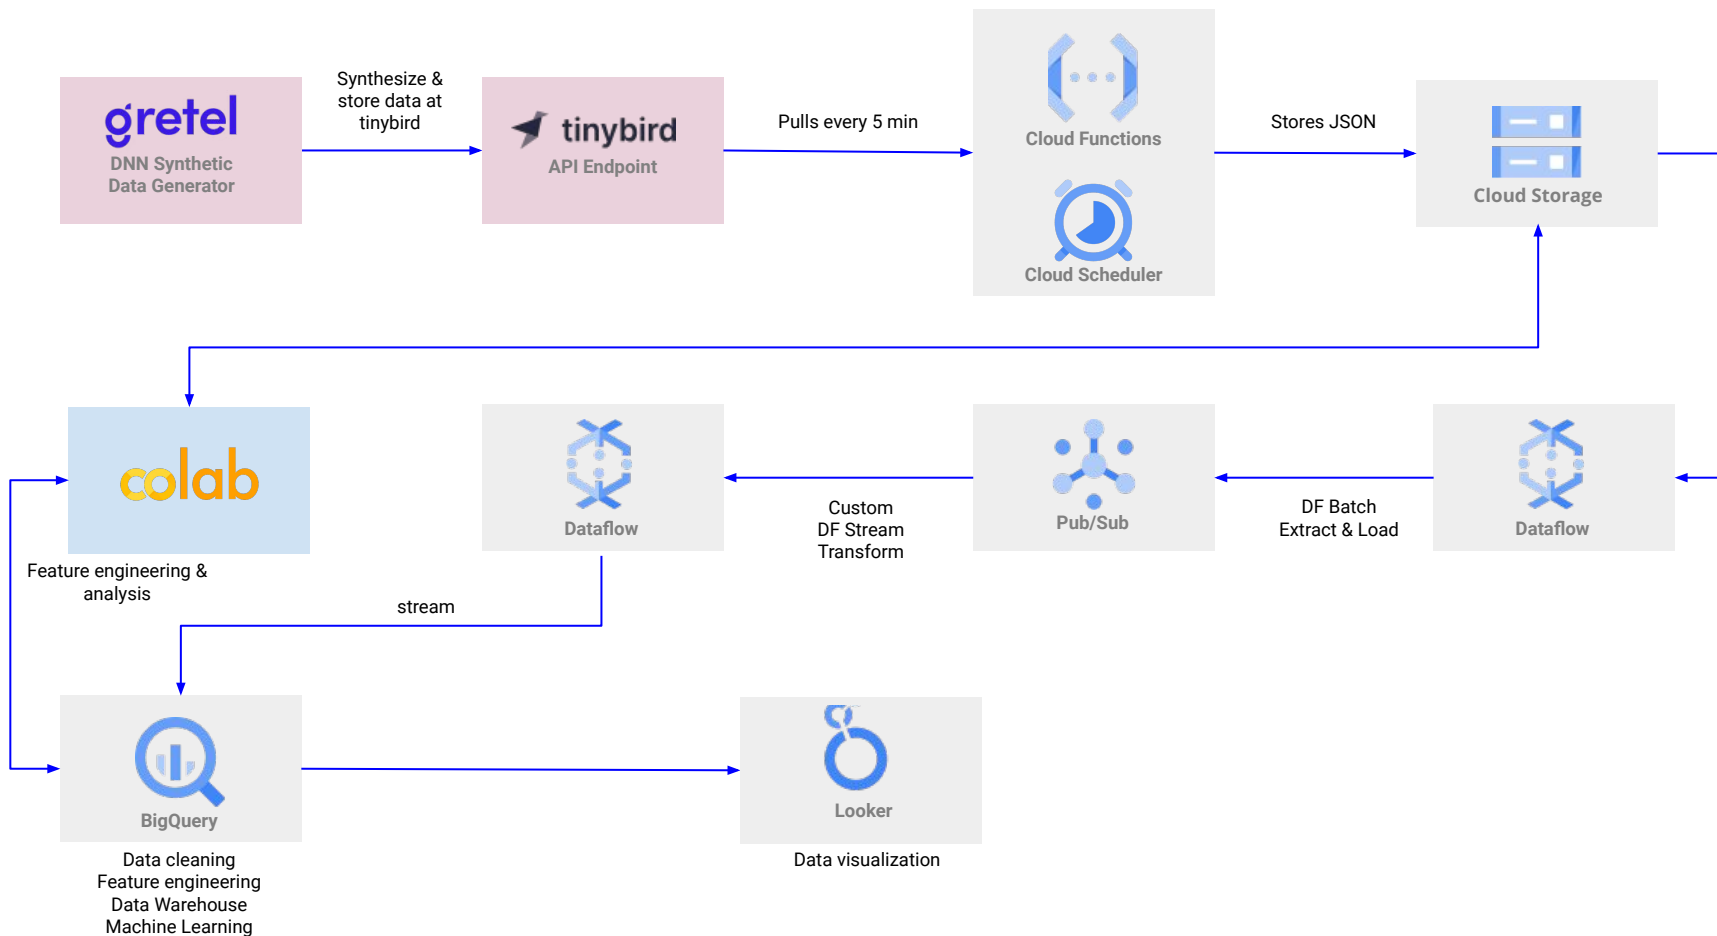 gretel
DNN Synthetic
Data Generator
Synthesize &
store data at
tinybird
tinybird
API Endpoint
Pulls every 5 min
Cloud Functions
Cloud Scheduler
Stores JSON
Cloud Storage
colab
Feature engineering &
analysis
Dataflow
Custom
DF Stream
Transform
Pub/Sub
DF Batch
Extract & Load
Dataflow
stream
BigQuery
Data cleaning
Feature engineering
Data Warehouse
Machine Learning
Looker
Data visualization